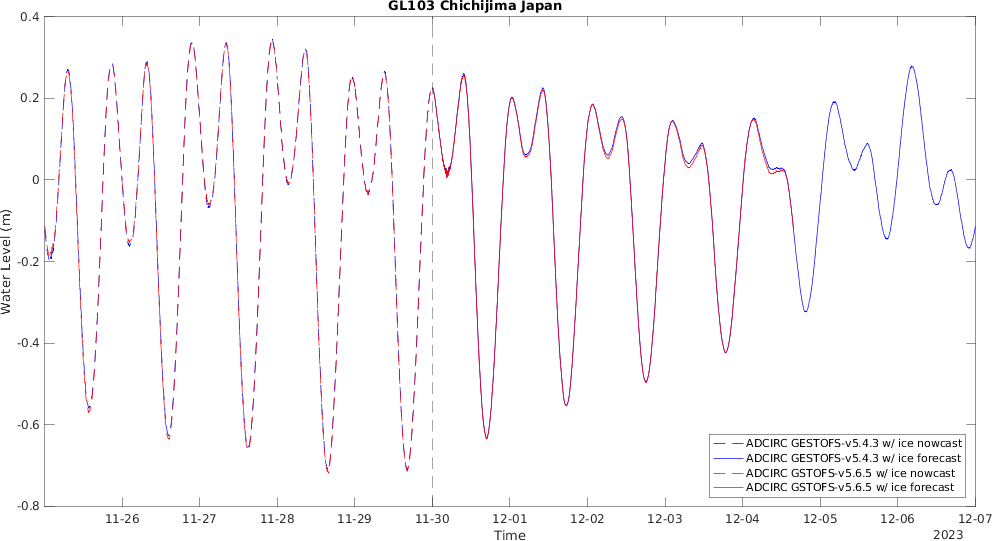 GL103 Chichijima Japan
0.4
0.2
0
-0.2
-0.4
-0.6
-0.8
Water Level (m)
11-26 11-27 11-28 11-29 11-30 12-01 12-02 12-03 12-04 12-05 12-06 12-07
Time
2023
ADCIRC GESTOFS-v5.4.3 w/ ice nowcast
ADCIRC GESTOFS-v5.4.3 w/ ice forecast
ADCIRC GSTOFS-v5.6.5 w/ ice nowcast
ADCIRC GSTOFS-v5.6.5 w/ ice forecast